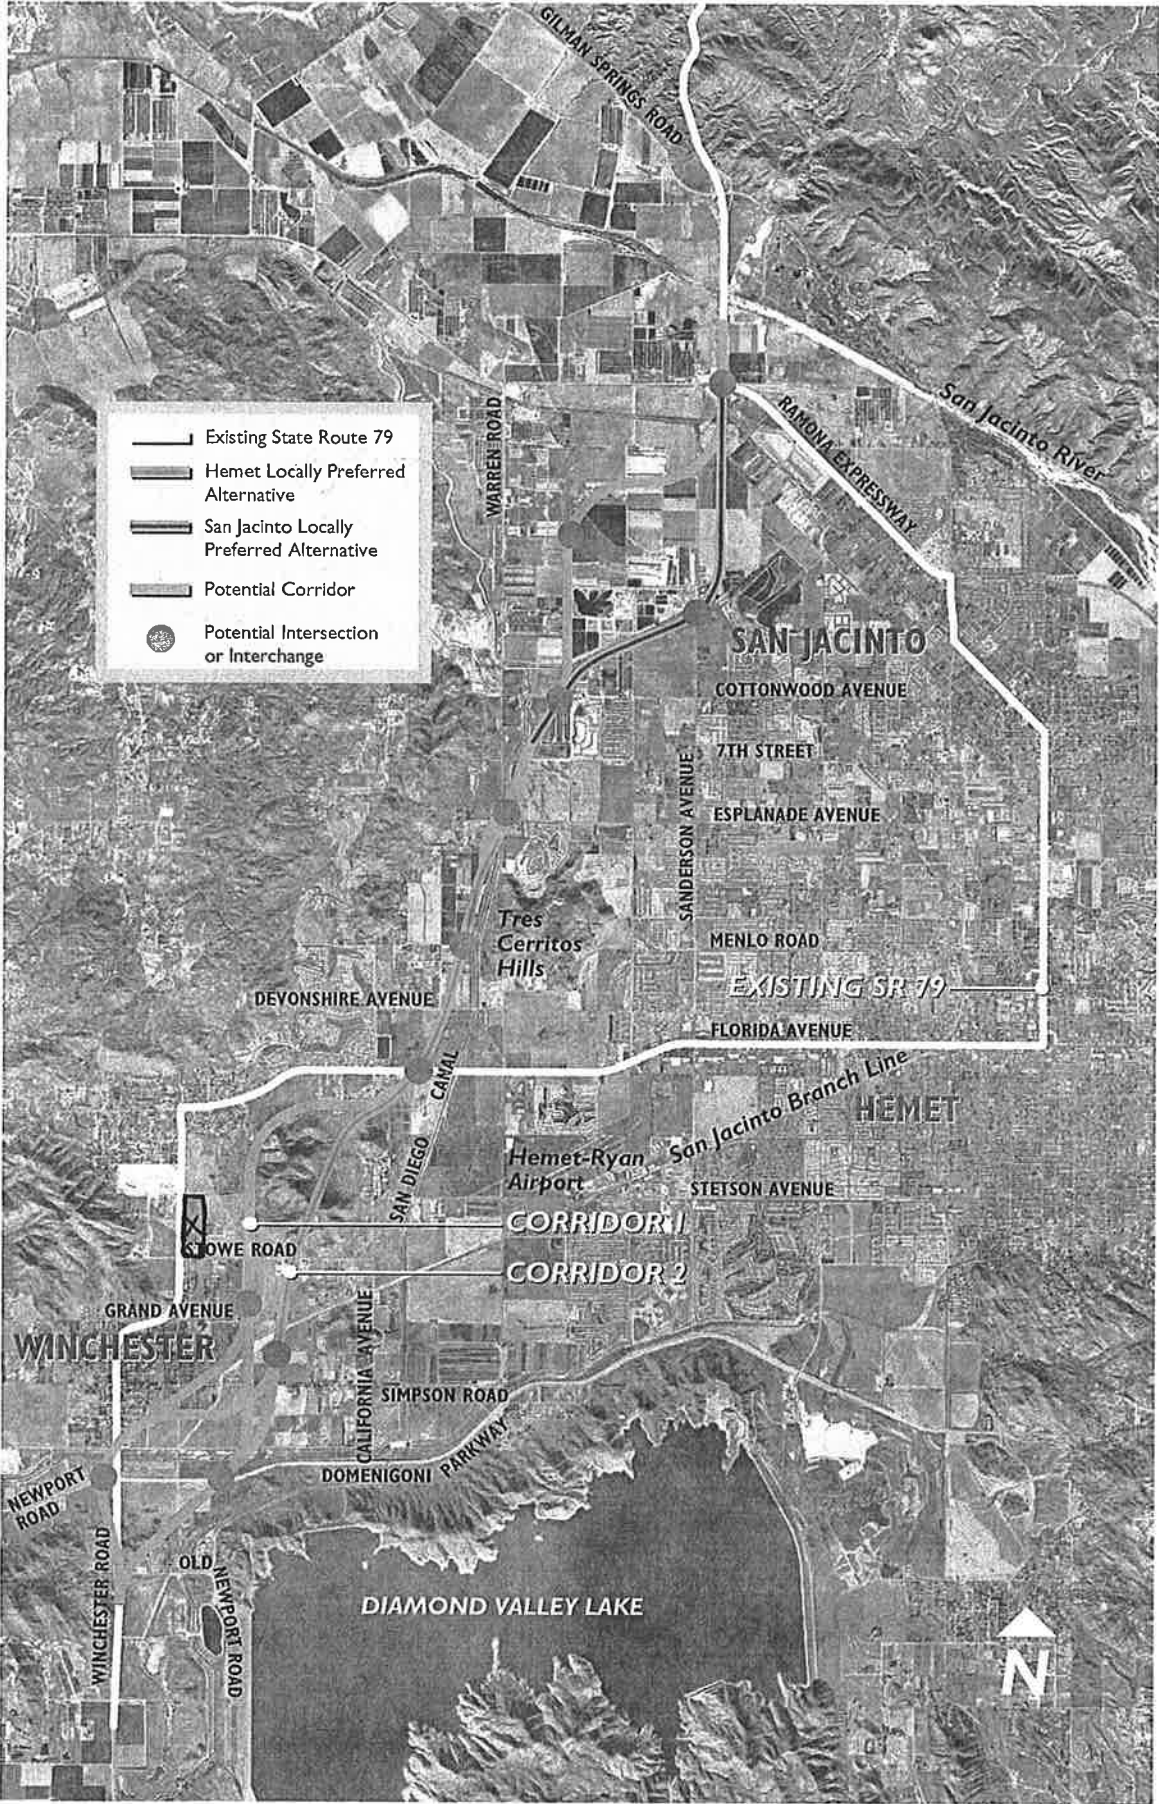 GILMAN SPRINGS ROAD
San Jacinto River
RAMONA EXPRESSWAY
WARREN ROAD
Existing State Route 79
Hemet Locally Preferred
Alternative
San Jacinto Locally
Preferred Alternative
Potential Corridor
Potential Intersection
or Interchange
SAN JACINTO
COTTONWOOD AVENUE
7TH STREET
SANDERSON AVENUE
ESPLANADE AVENUE
Tres
Cerritos
Hills
MENLO ROAD
EXISTING SR 79
DEVONSHIRE AVENUE
FLORIDA AVENUE
SAN DIEGO CANAL
San Jacinto Branch Line
HEMET
Hemet-Ryan
Airport
STETSON AVENUE
CORRIDOR 1
STOWE ROAD
CORRIDOR 2
GRAND AVENUE
WINCHESTER
CALIFORNIA AVENUE
SIMPSON ROAD
DOMENIGONI PARKWAY
NEWPORT
ROAD
WINCHESTER ROAD
OLD NEWPORT ROAD
DIAMOND VALLEY LAKE
N